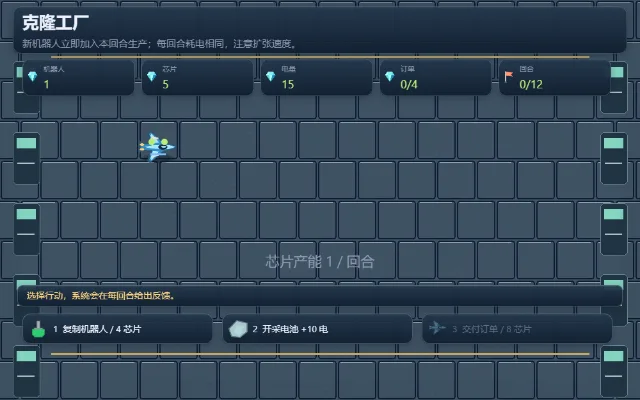 克隆工厂
新机器人立即加入本回合生产；每回合耗电相同，注意扩张速度。
机器人 芯片 电量 订单 回合
1 5 15 0/4 0/12
芯片产能 1 / 回合
选择行动，系统会在每回合给出反馈。
1 复制机器人 / 4 芯片 2 开采电池 +10 电 3 交付订单 / 8 芯片